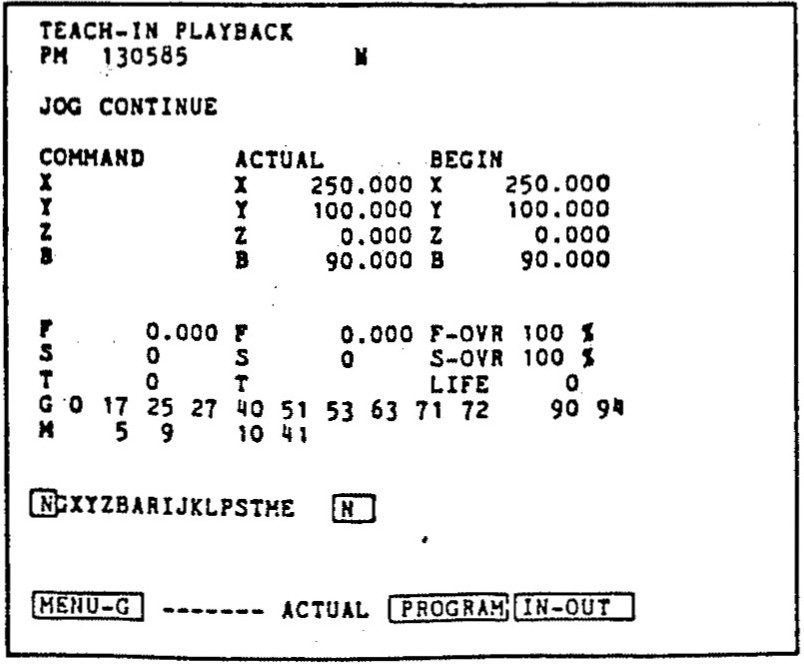 TEACH-IN PLAYBACK
PM 130585 N
JOG CONTINUE
COMMAND ACTUAL BEGIN
X X 250.000 X 250.000
Y Y 100.000 Y 100.000
Z Z 0.000 Z 0.000
B B 90.000 B 90.000
F 0.000 F 0.000 F-OVR 100 %
S 0 S 0 S-OVR 100 %
T 0 T LIFE 0
G 0 17 25 27 40 51 53 63 71 72 90 94
M 5 9 10 41
NGXYZBARIJKLPSTME N
MENU-G ------- ACTUAL PROGRAM IN-OUT